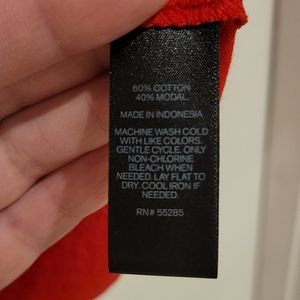 60% COTTON
40% MODAL.
MADE IN INDONESIA
MACHINE WASH COLD
WITH LIKE COLORS.
GENTLE CYCLE. ONLY
NON-CHLORINE
BLEACH WHEN
NEEDED. LAY FLAT TO
DRY. COOL IRON IF
NEEDED.
RN# 55285